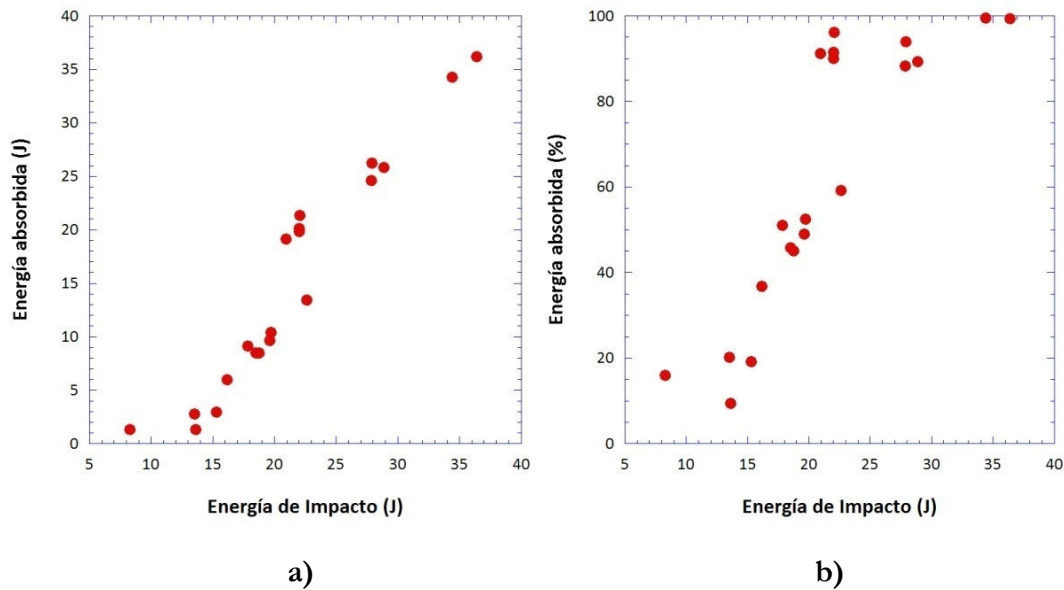 40
35
30
25
20
15
10
5
0
Energía absorbida (J)
5 10 15 20 25 30 35 40
Energía de Impacto (J)
a)
100
80
60
40
20
0
Energía absorbida (%)
5 10 15 20 25 30 35 40
Energía de Impacto (J)
b)